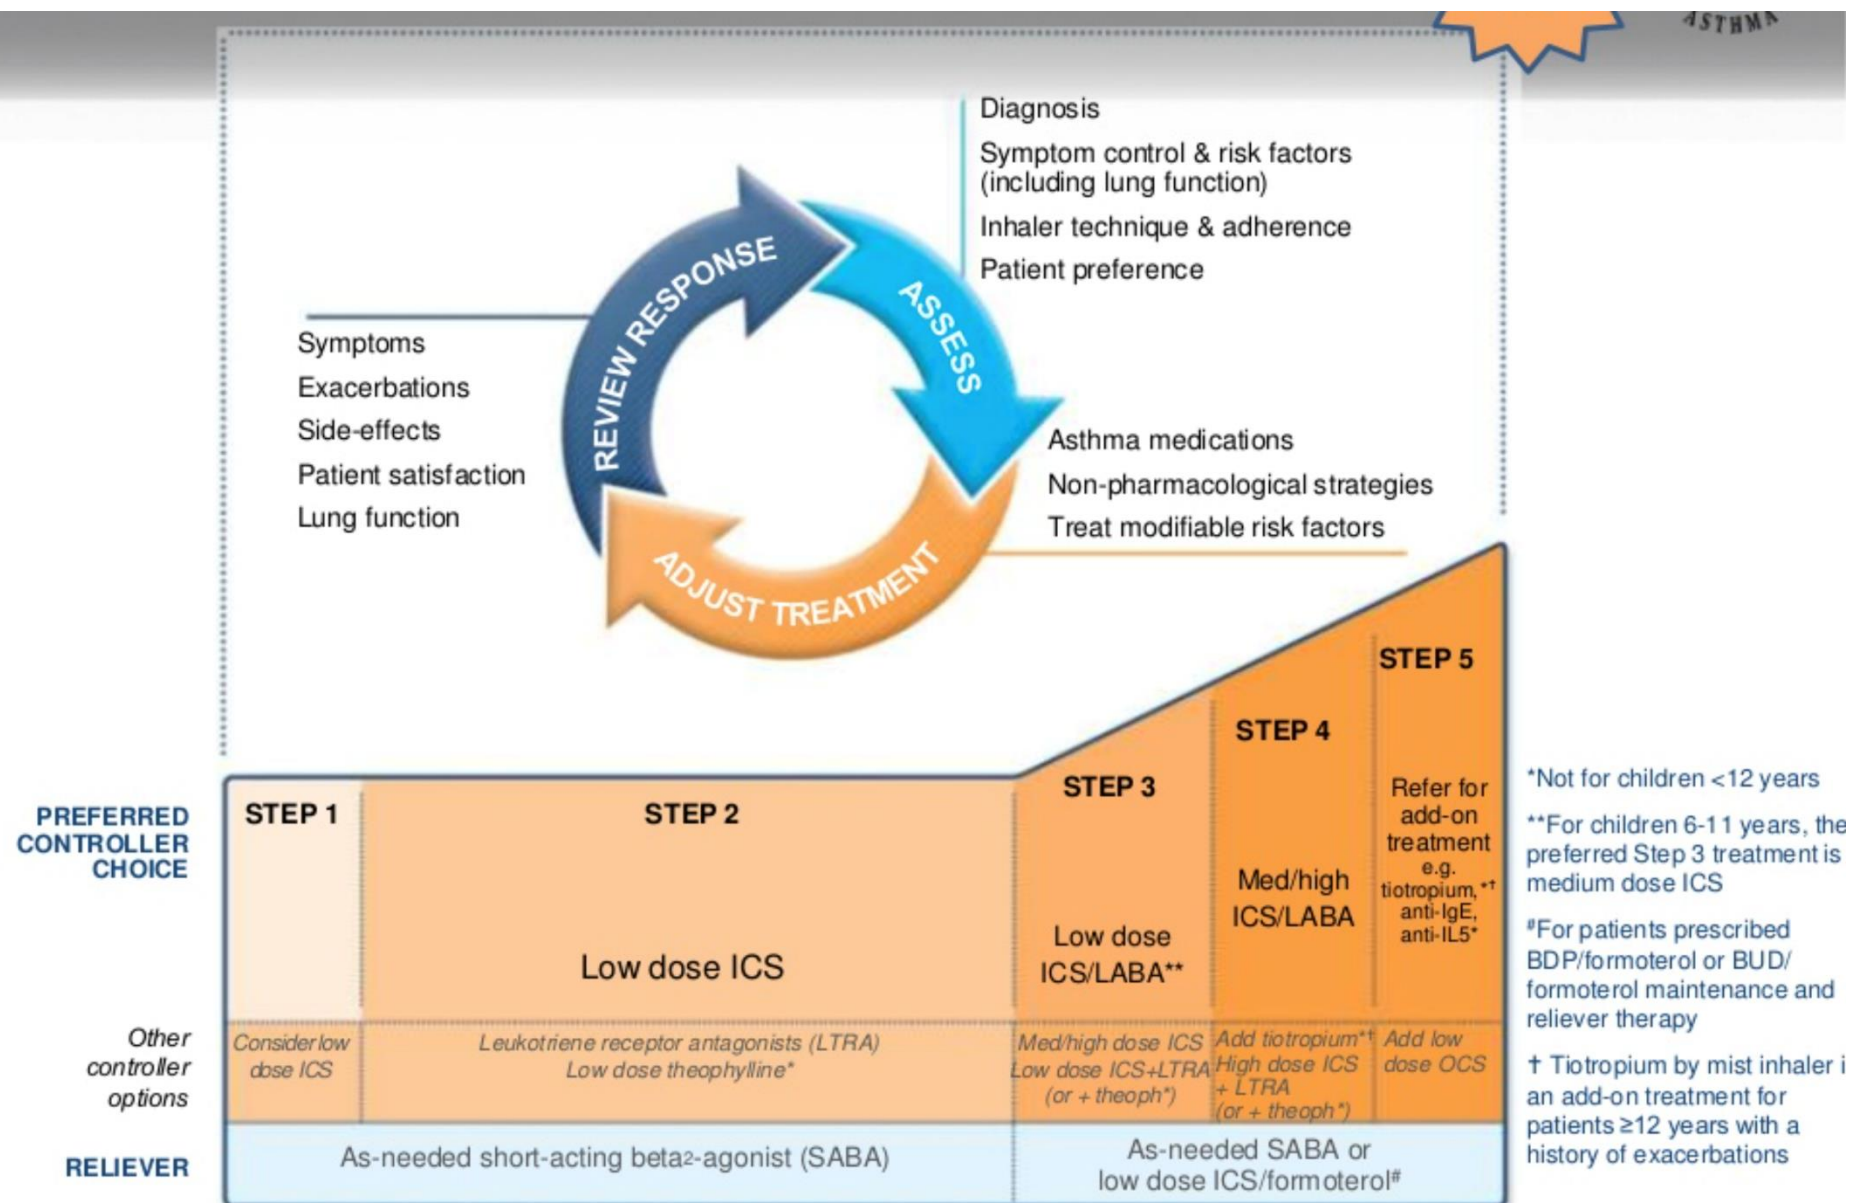 ASTHMA
Diagnosis
Symptom control & risk factors
(including lung function)
Inhaler technique & adherence
Patient preference
REVIEW RESPONSE
ASSESS
ADJUST TREATMENT
Symptoms
Exacerbations
Side-effects
Patient satisfaction
Lung function
Asthma medications
Non-pharmacological strategies
Treat modifiable risk factors
PREFERRED
CONTROLLER
CHOICE
STEP 1
STEP 2
Low dose ICS
STEP 3
Low dose
ICS/LABA**
STEP 4
Med/high
ICS/LABA
STEP 5
Refer for
add-on
treatment
e.g.
tiotropium,*†
anti-IgE,
anti-IL5*
Other
controller
options
Consider low
dose ICS
Leukotriene receptor antagonists (LTRA)
Low dose theophylline*
Med/high dose ICS
Low dose ICS+LTRA
(or + theoph*)
Add tiotropium*†
High dose ICS
+ LTRA
(or + theoph*)
Add low
dose OCS
RELIEVER
As-needed short-acting beta2-agonist (SABA)
As-needed SABA or
low dose ICS/formoterol#
*Not for children <12 years
**For children 6-11 years, the
preferred Step 3 treatment is
medium dose ICS
#For patients prescribed
BDP/formoterol or BUD/
formoterol maintenance and
reliever therapy
† Tiotropium by mist inhaler i
an add-on treatment for
patients ≥12 years with a
history of exacerbations